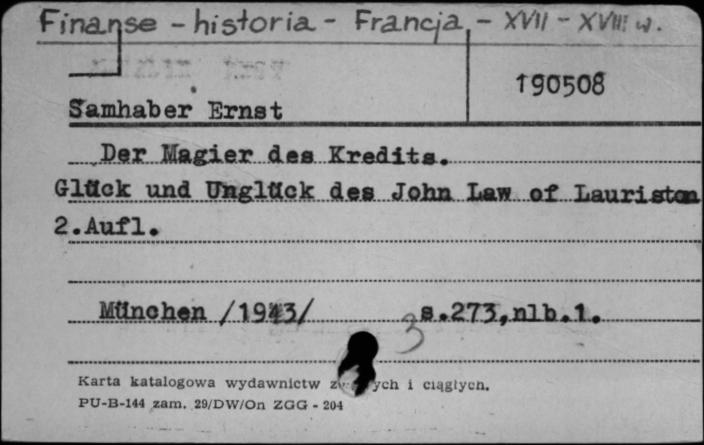 Finanse - historia - Francja - XVII - XVIII w.
190508
Samhaber Ernst
Der Magier des Kredits.
Glück und Unglück des John Law of Lauriston
2.Aufl.
München /1943/ s.273,nlb.1.
3
Karta katalogowa wydawnictw i ciągłych.
PU-B-144 zam. 29/DW/On ZGG - 204